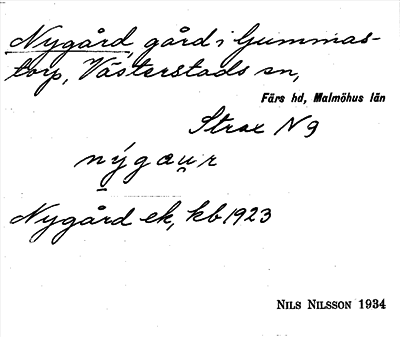 Nygård, gård i Gummas-
torp, Västerstads sn,
Färs hd, Malmöhus län
Strax N 9
nýgæu̯r
Nygård ek, kb 1923
NILS NILSSON 1934